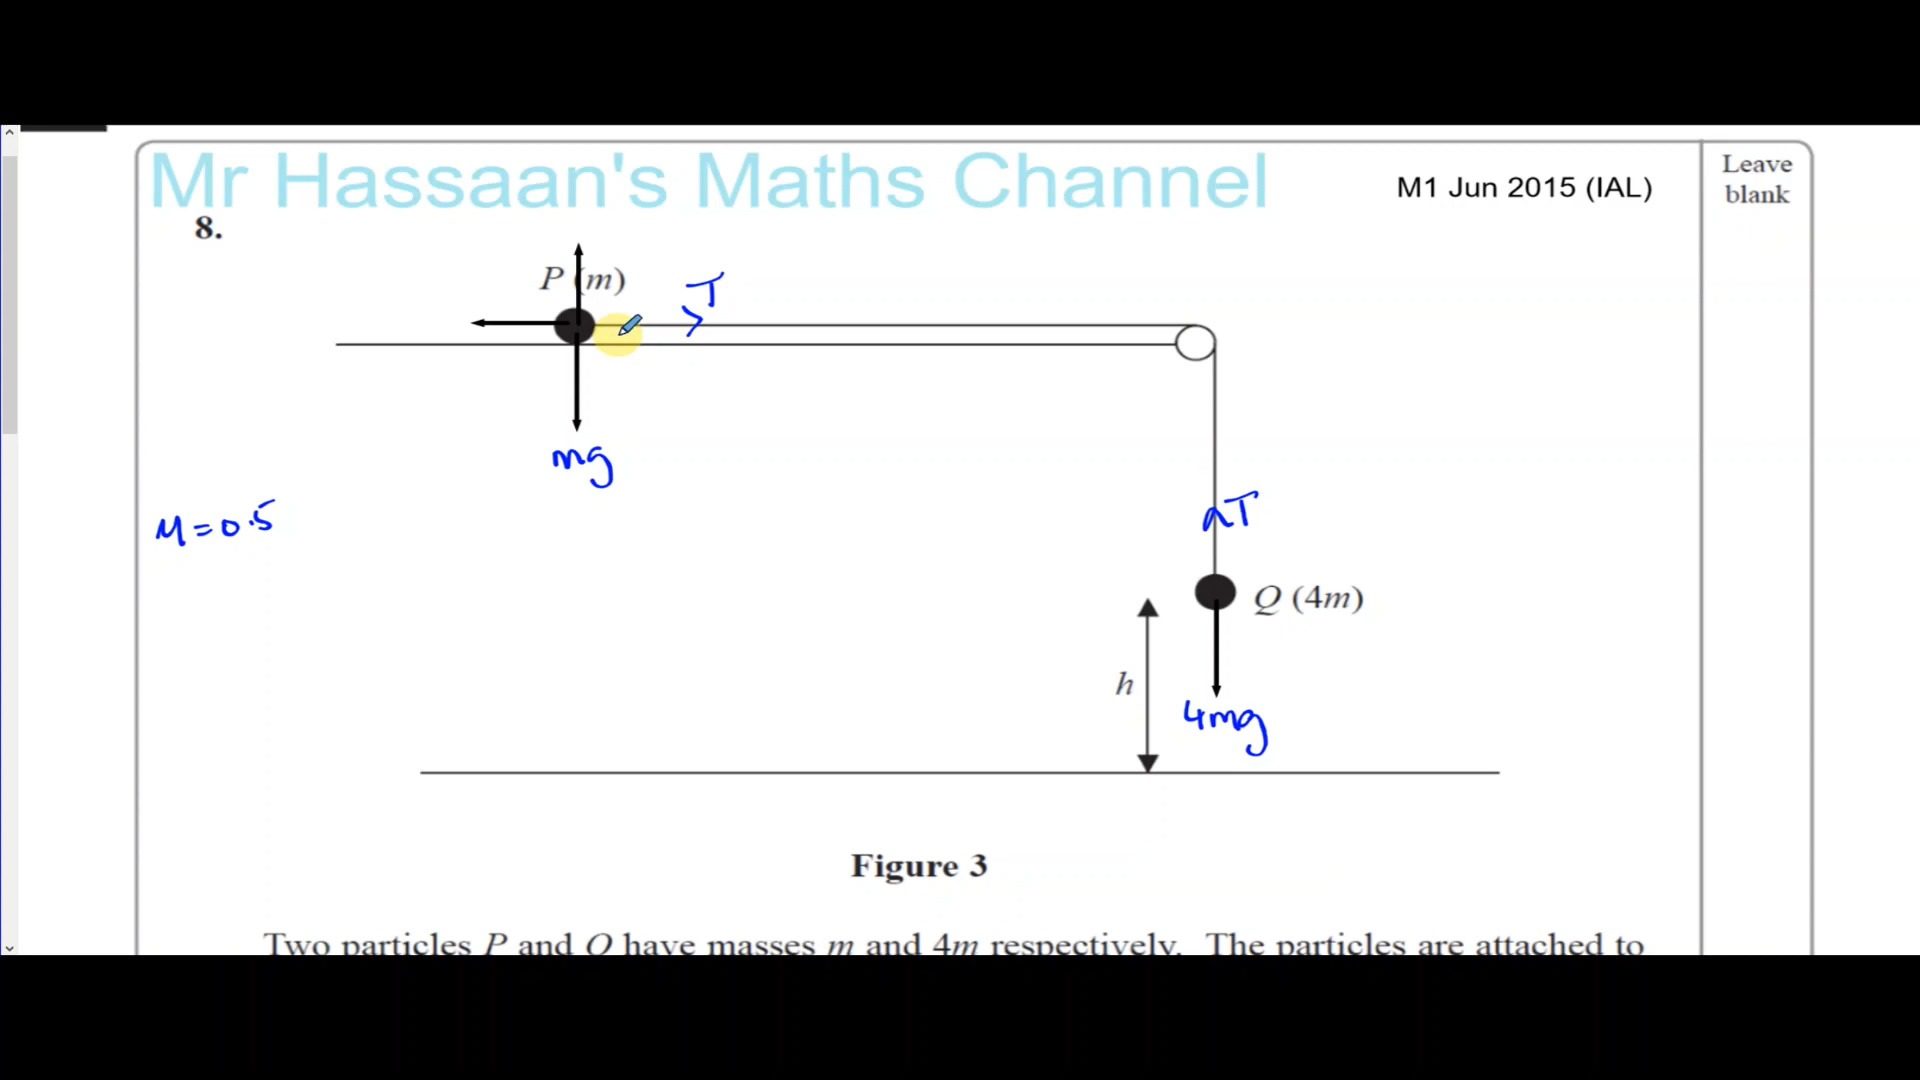 Mr Hassaan's Maths Channel
M1 Jun 2015 (IAL)
Leave
blank
8.
P (m)
T
mg
M = 0.5
T
Q (4m)
h
4mg
Figure 3
Two particles P and Q have masses m and 4m respectively. The particles are attached to